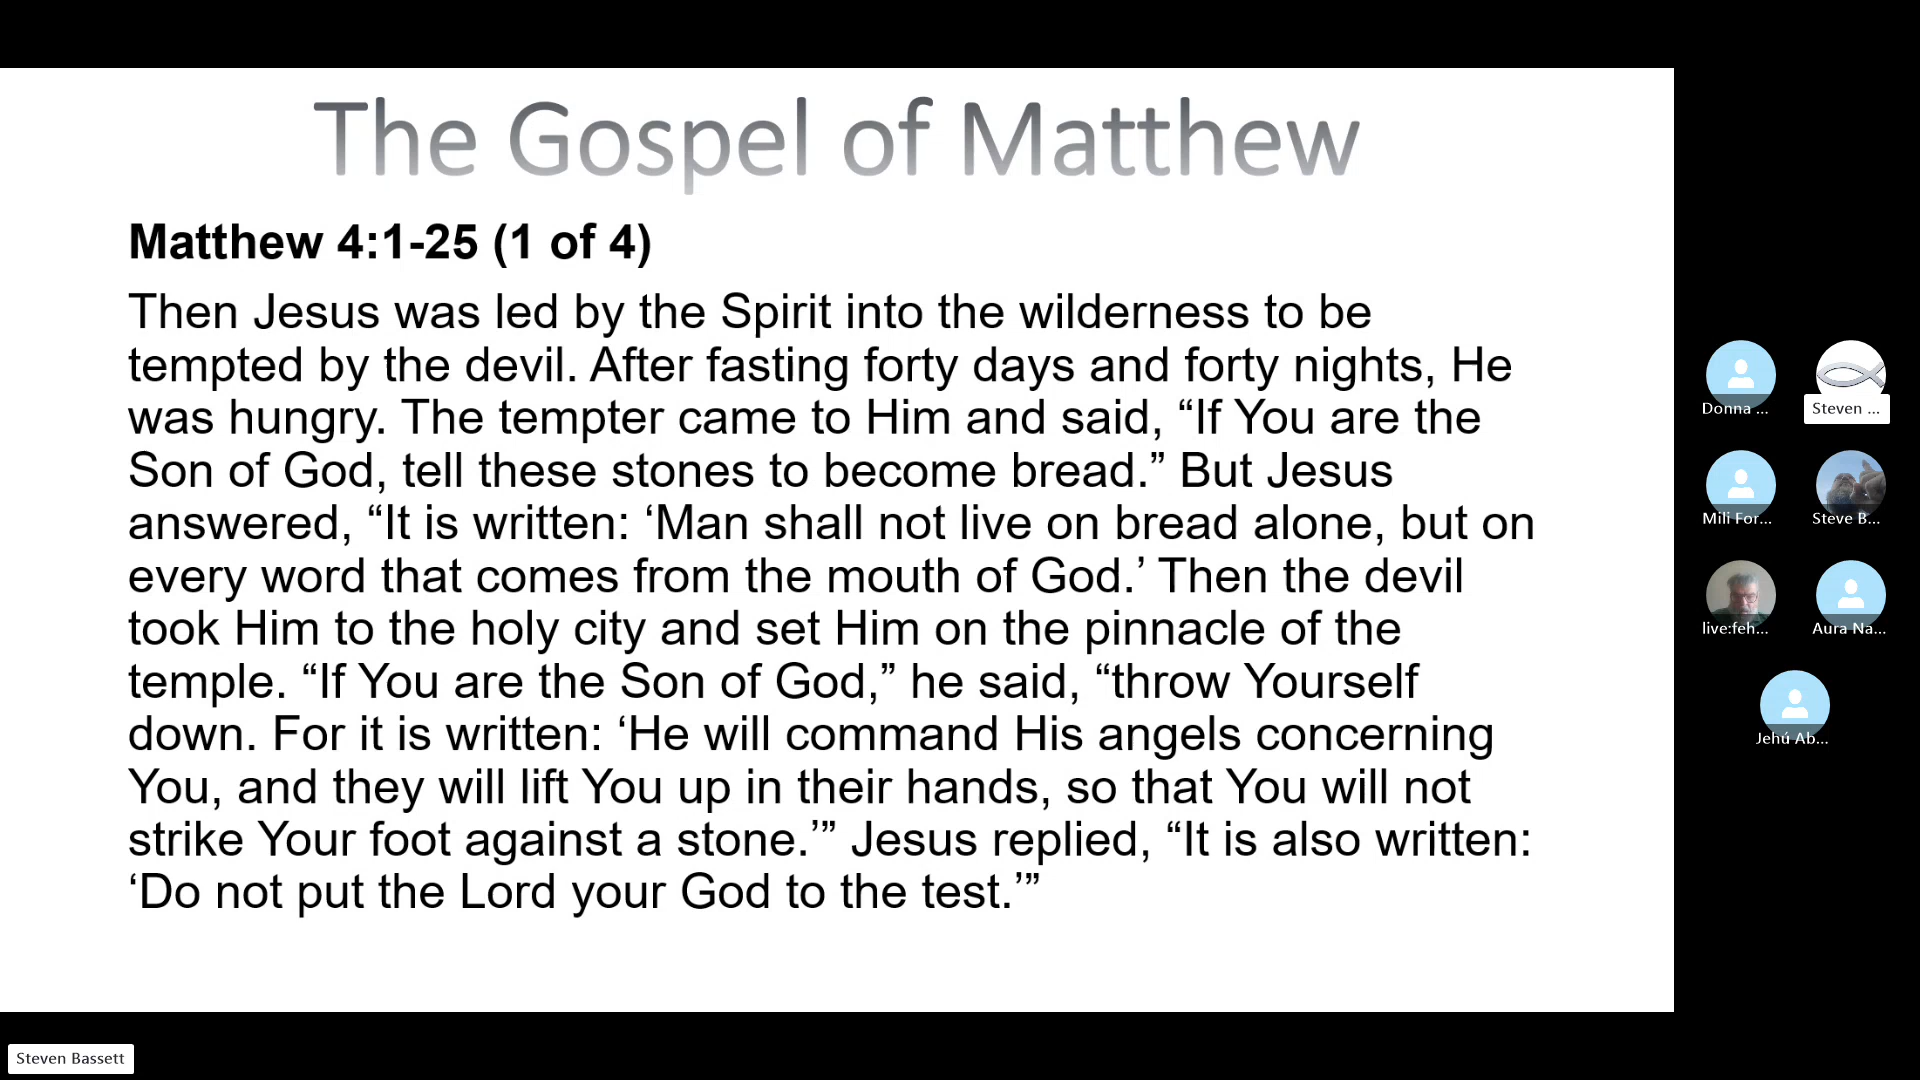 The Gospel of Matthew
Matthew 4:1-25 (1 of 4)
Then Jesus was led by the Spirit into the wilderness to be
tempted by the devil. After fasting forty days and forty nights, He
was hungry. The tempter came to Him and said, “If You are the
Son of God, tell these stones to become bread.” But Jesus
answered, “It is written: ‘Man shall not live on bread alone, but on
every word that comes from the mouth of God.’ Then the devil
took Him to the holy city and set Him on the pinnacle of the
temple. “If You are the Son of God,” he said, “throw Yourself
down. For it is written: ‘He will command His angels concerning
You, and they will lift You up in their hands, so that You will not
strike Your foot against a stone.’” Jesus replied, “It is also written:
‘Do not put the Lord your God to the test.’”
Donna ...
Steven ...
Mili For...
Steve B...
live:feh...
Aura Na...
Jehú Ab...
Steven Bassett